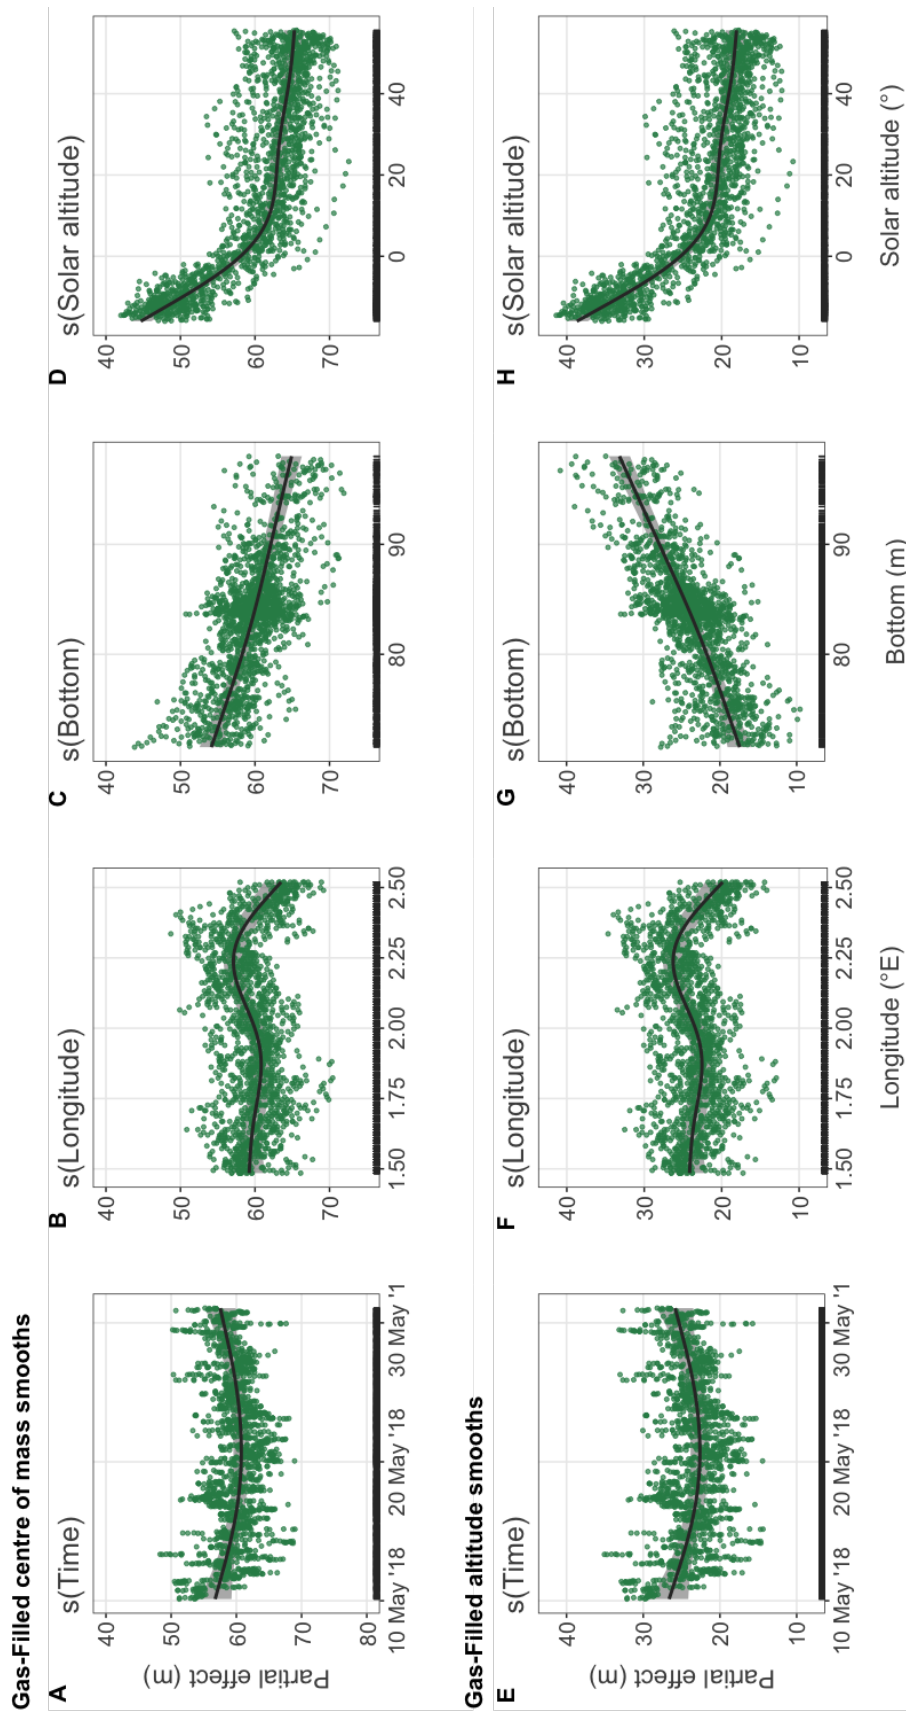 Gas-Filled centre of mass smooths
A
s(Time)
Partial effect (m)
40
50
60
70
80
10 May '18
20 May '18
30 May '1
B
s(Longitude)
40
50
60
70
1.50
1.75
2.00
2.25
2.50
C
s(Bottom)
40
50
60
70
80
90
D
s(Solar altitude)
40
50
60
70
0
20
40
Gas-Filled altitude smooths
E
s(Time)
Partial effect (m)
40
30
20
10
10 May '18
20 May '18
30 May '1
F
s(Longitude)
40
30
20
10
1.50
1.75
2.00
2.25
2.50
Longitude (°E)
G
s(Bottom)
40
30
20
10
80
90
Bottom (m)
H
s(Solar altitude)
40
30
20
10
0
20
40
Solar altitude (°)